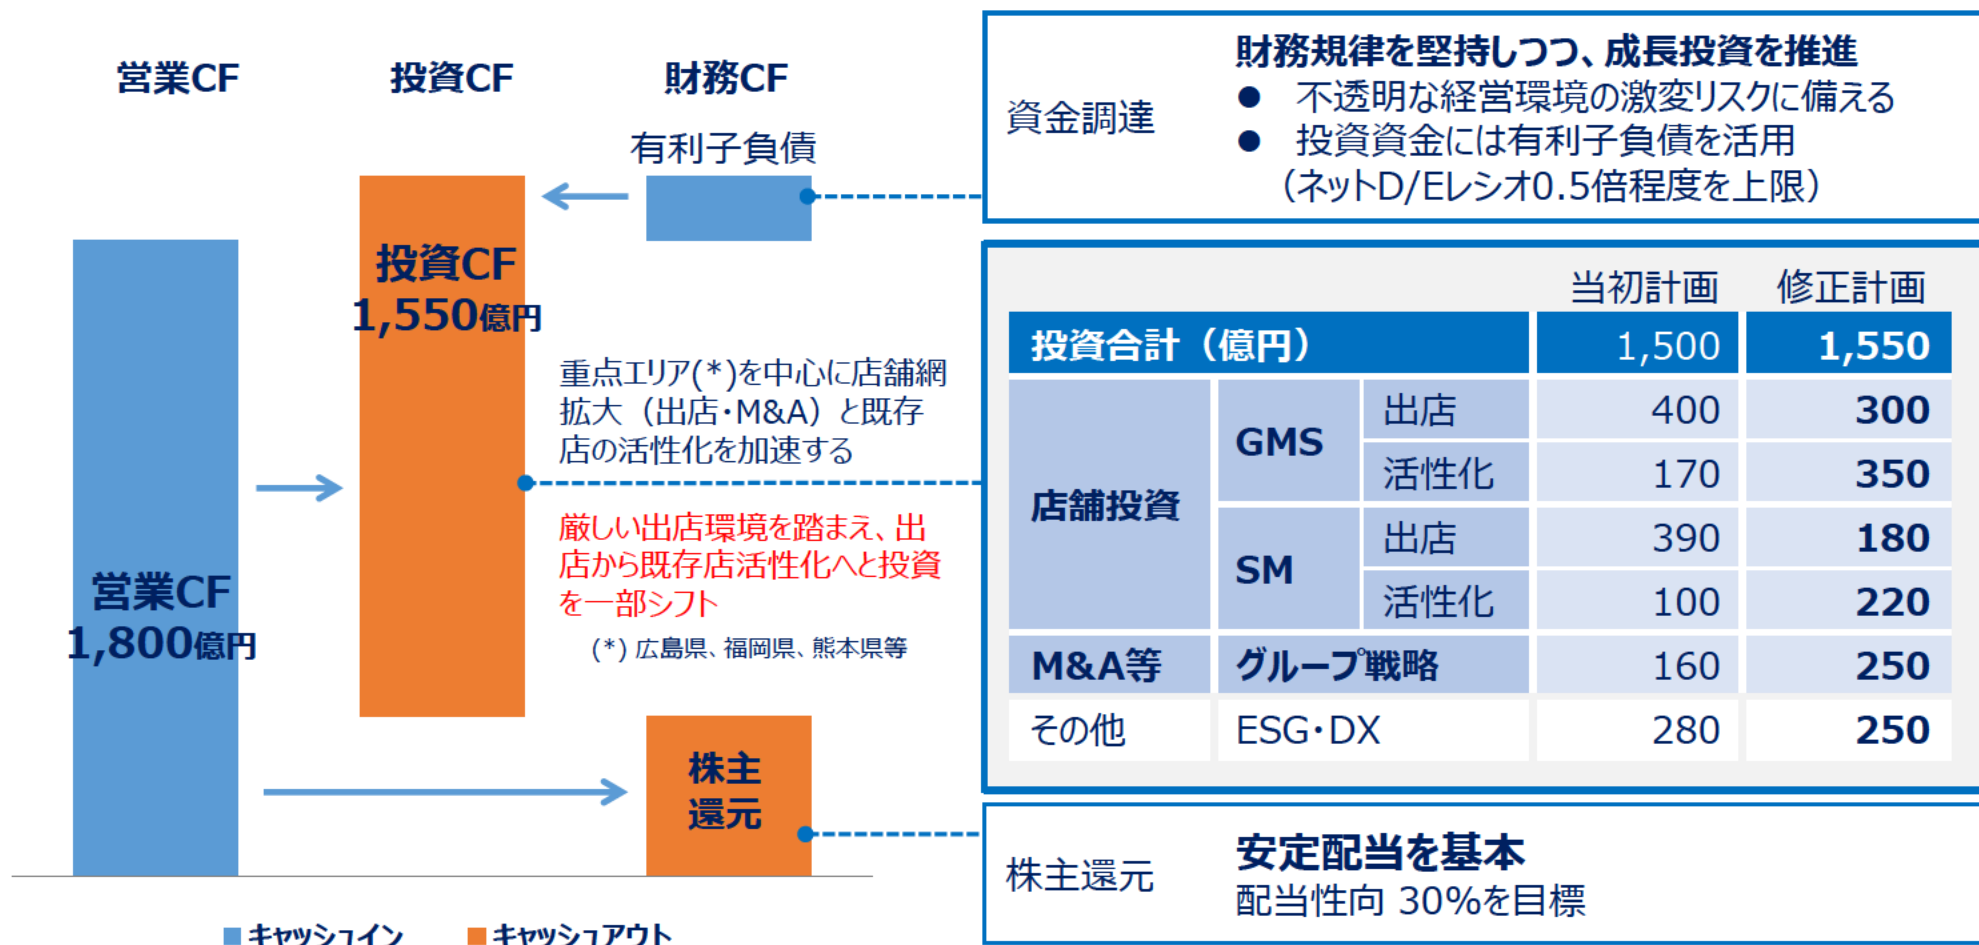 営業CF
投資CF
財務CF
有利子負債
投資CF
1,550億円
営業CF
1,800億円
重点エリア(*)を中心に店舗網
拡大（出店・M&A）と既存
店の活性化を加速する
厳しい出店環境を踏まえ、出
店から既存店活性化へと投資
を一部シフト
(*) 広島県、福岡県、熊本県等
株主
還元
■ キャッシュイン ■ キャッシュアウト
資金調達
財務規律を堅持しつつ、成長投資を推進
● 不透明な経営環境の激変リスクに備える
● 投資資金には有利子負債を活用
（ネットD/Eレシオ0.5倍程度を上限）
当初計画 修正計画
投資合計（億円） 1,500 1,550
店舗投資 GMS 出店 400 300
活性化 170 350
SM 出店 390 180
活性化 100 220
M&A等 グループ戦略 160 250
その他 ESG・DX 280 250
株主還元
安定配当を基本
配当性向 30%を目標